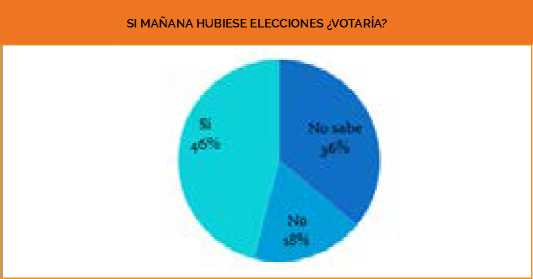 SI MAÑANA HUBIESE ELECCIONES ¿VOTARÍA?
Si
46%
No sabe
36%
No
18%